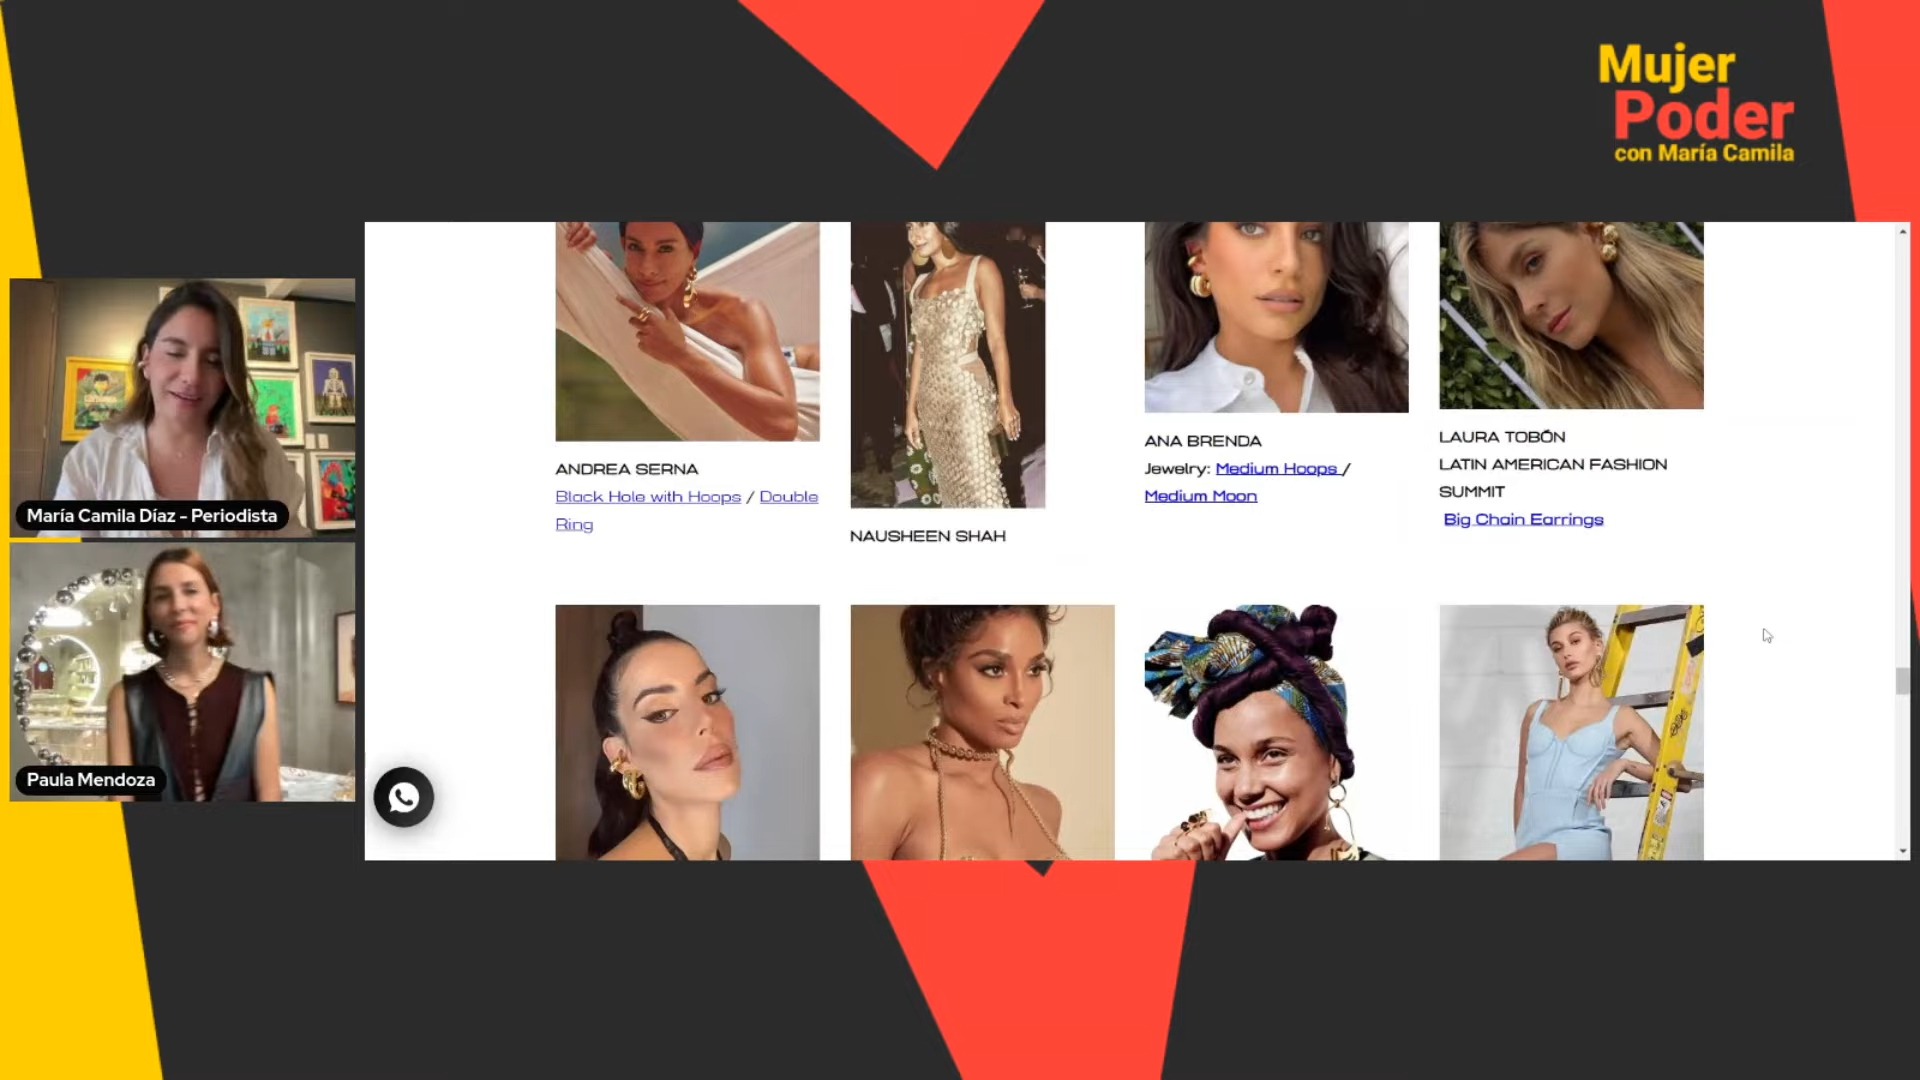 Mujer
Poder
con María Camila
María Camila Díaz - Periodista
Paula Mendoza
ANDREA SERNA
Black Hole with Hoops / Double
Ring
NAUSHEEN SHAH
ANA BRENDA
Jewelry: Medium Hoops /
Medium Moon
LAURA TOBÓN
LATIN AMERICAN FASHION
SUMMIT
Big Chain Earrings